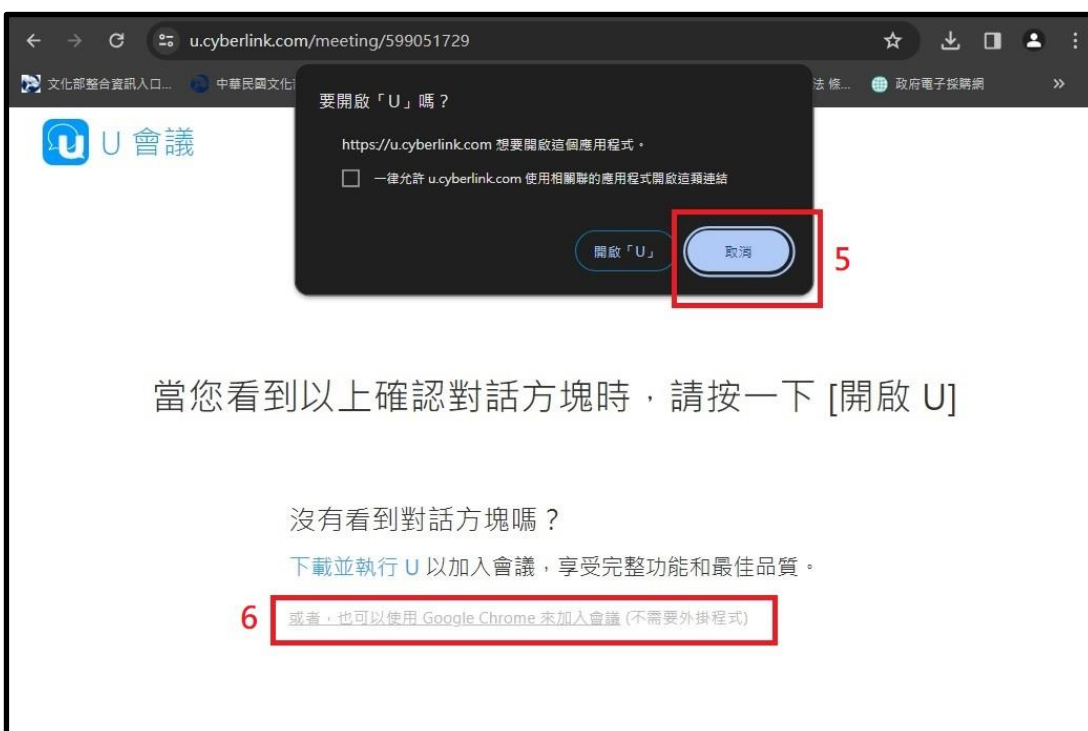 u.cyberlink.com/meeting/599051729
文化部整合資訊入口... 中華民國文化 法 條... 政府電子採購網 »
要開啟「U」嗎？
https://u.cyberlink.com 想要開啟這個應用程式。
一律允許 u.cyberlink.com 使用相關聯的應用程式開啟這類連結
開啟「U」 取消 5
U 會議
當您看到以上確認對話方塊時，請按一下 [開啟 U]
沒有看到對話方塊嗎？
下載並執行 U 以加入會議，享受完整功能和最佳品質。
6 或者，也可以使用 Google Chrome 來加入會議 (不需要外掛程式)